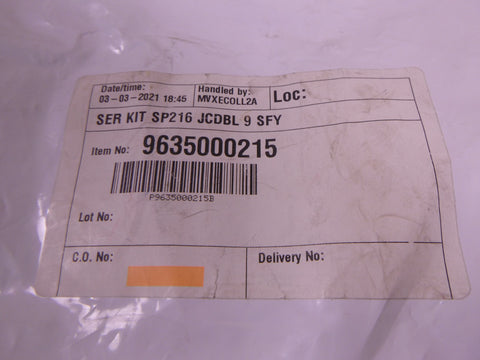 Date/time: Handled by: Loc:
03-03-2021 18:45 MVXECOLL2A
SER KIT SP216 JCDBL 9 SFY
Item No: 9635000215
P9635000215B
Lot No:
C.O. No: Delivery No: